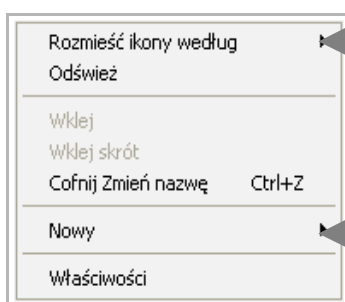 Rozmieść ikony według
Odśwież
Wklej
Wklej skrót
Cofnij Zmień nazwę Ctrl+Z
Nowy
Właściwości